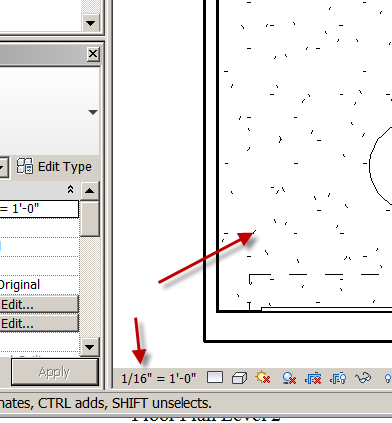 Edit Type
= 1'-0"
Original
Edit...
Edit...
Apply
1/16" = 1'-0"
nates, CTRL adds, SHIFT unselects.
Floor Plan Level 2